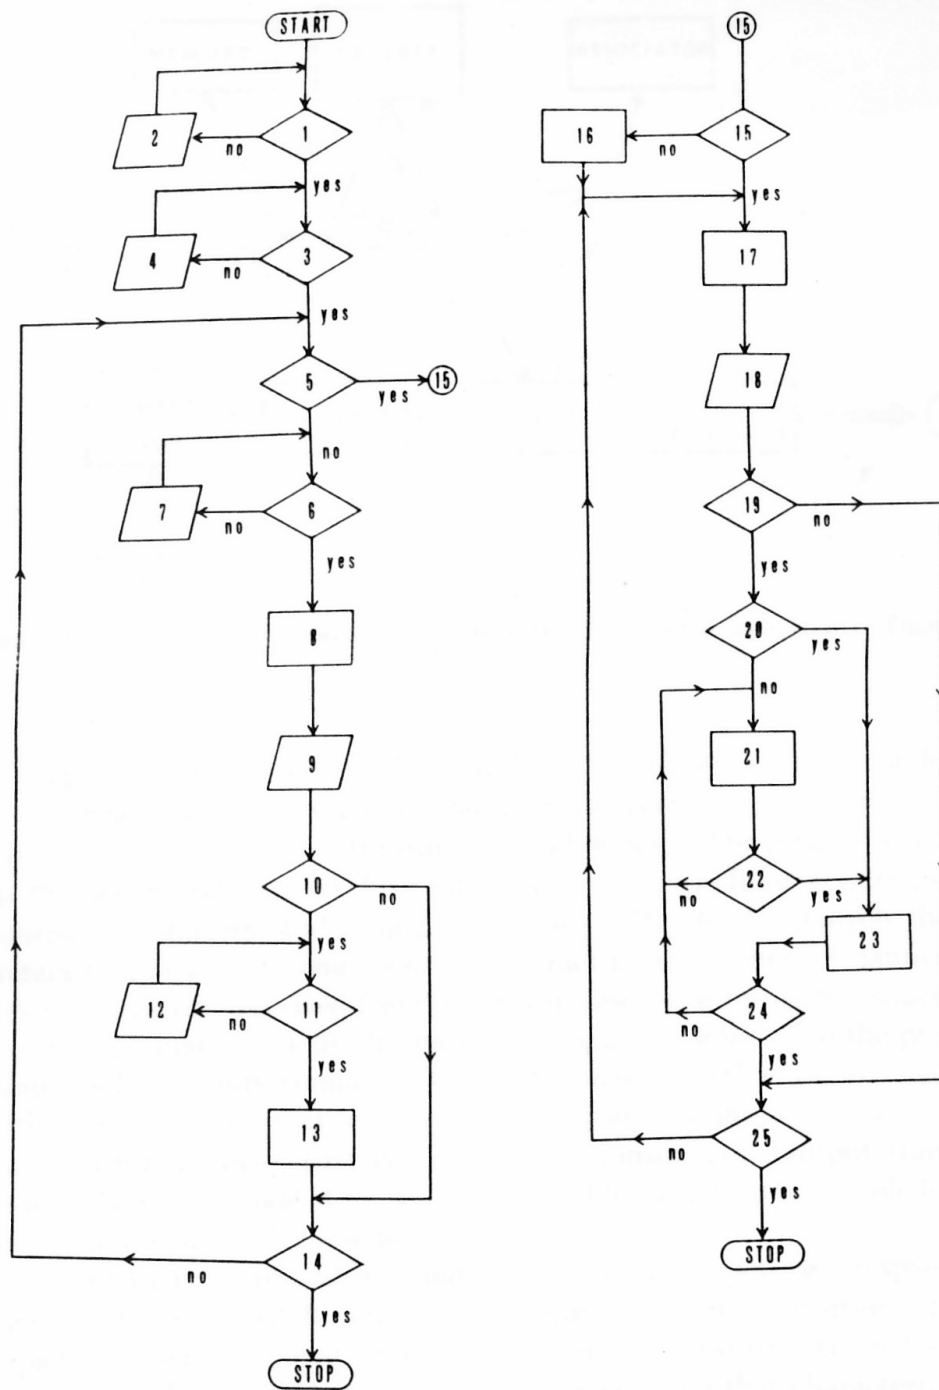 START
2
1
no
yes
4
3
no
yes
5
yes
15
no
7
6
no
yes
8
9
10
no
yes
12
11
no
yes
13
14
no
yes
STOP
15
16
15
no
yes
17
18
19
no
yes
20
yes
no
21
22
no
yes
23
24
no
yes
25
no
yes
STOP